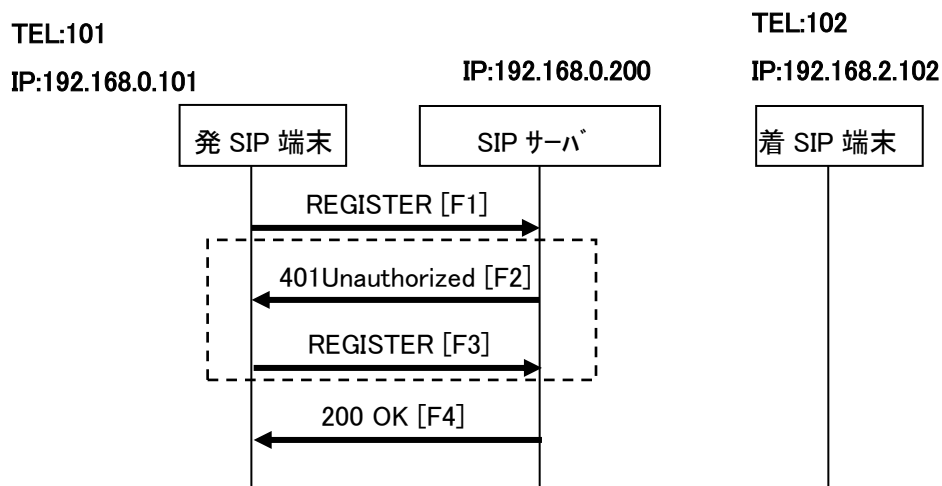 TEL:101
IP:192.168.0.101
IP:192.168.0.200
TEL:102
IP:192.168.2.102
発 SIP 端末
SIP ｻｰﾊﾞ
着 SIP 端末
REGISTER [F1]
401Unauthorized [F2]
REGISTER [F3]
200 OK [F4]